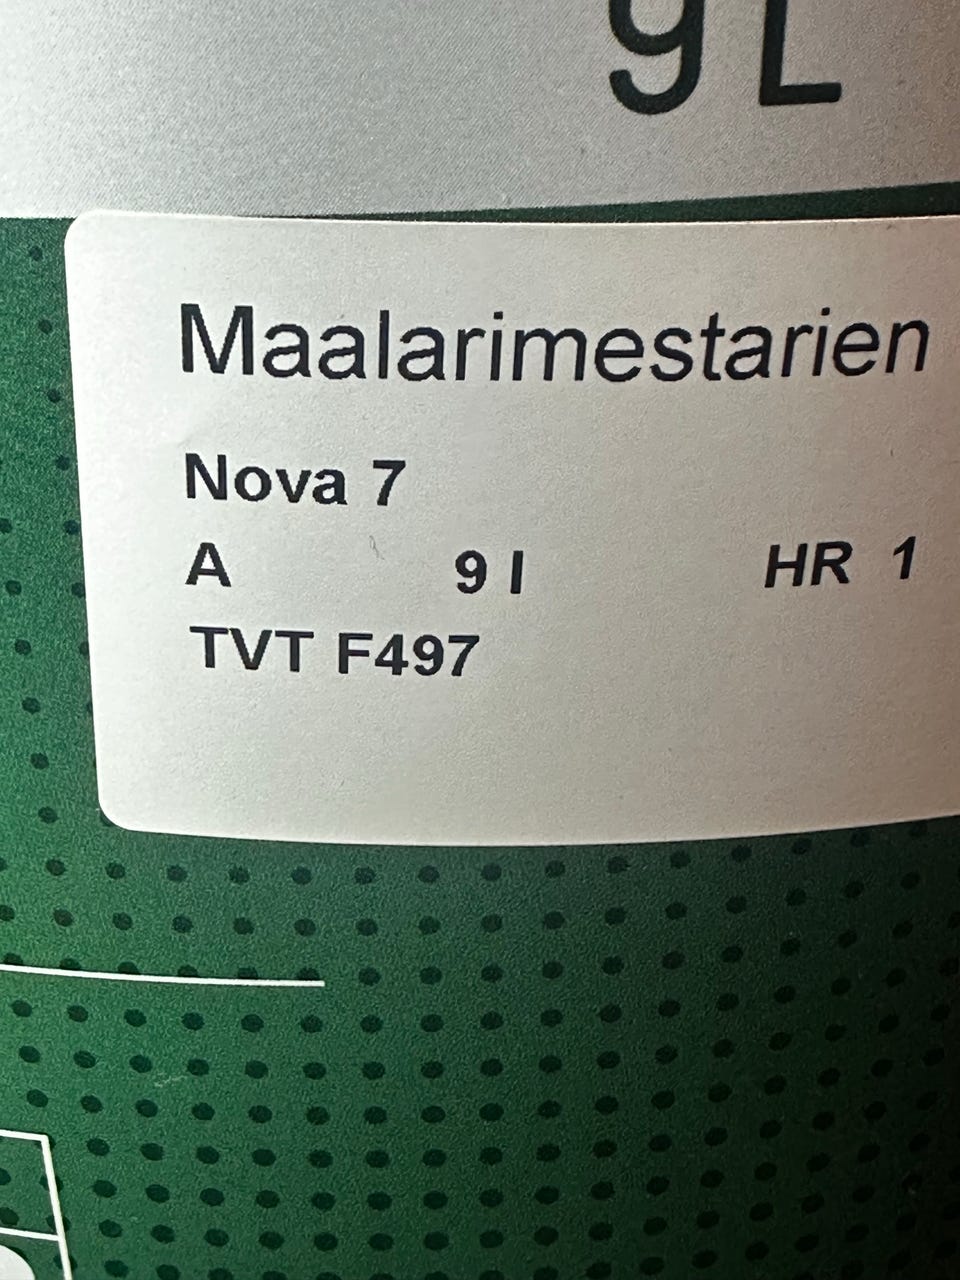 9L
Maalarimestarien
Nova 7
A 9 l HR 1
TVT F497